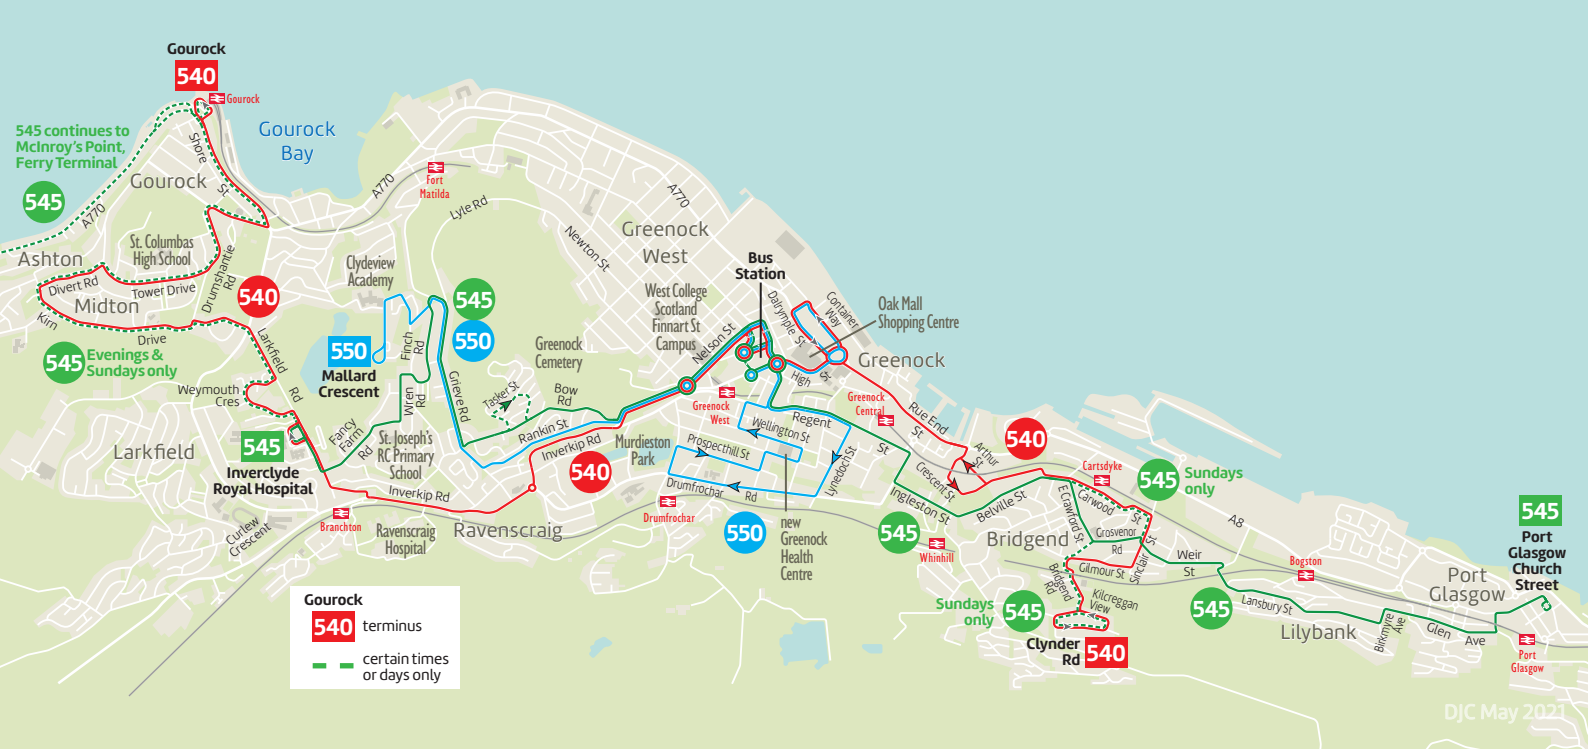 Gourock
540
Gourock
545 continues to
McInroy's Point,
Ferry Terminal
545
A770
Gourock
Shore
St
Gourock
Bay
A770
Fort
Matilda
Lyle Rd
A770
Newton St
Greenock
West
Ashton
St. Columbas
High School
Divert Rd
Tower Drive
Drumshantie
Rd
Midton
540
Kirn
Drive
545
Evenings &
Sundays only
Larkfield
Rd
Weymouth
Cres
Clydeview
Academy
550
Mallard
Crescent
Finch
Rd
545
550
Grieve Rd
Wren
Rd
Fancy
Farm
Rd
Larkfield
545
Inverclyde
Royal Hospital
St. Joseph's
RC Primary
School
Greenock
Cemetery
Tasker St
Bow
Rd
Rankin St
Inverkip Rd
540
Murdieston
Park
Inverkip Rd
Branchton
Ravenscraig
Ravenscraig
Hospital
Curlew
Crescent
West College
Scotland
Finnart St
Campus
Nelson St
Bus
Station
Dalrymple St
Container
Way
Oak Mall
Shopping Centre
Greenock
High
St
Greenock
West
Greenock
Central
Regent
St
Wellington St
Prospecthill St
Lynedoch St
Drumfrochar
Rd
Drumfrochar
550
new
Greenock
Health
Centre
Rue End
St
Arthur
St
540
Crescent St
Ingleston St
Belville St
545
Whinhill
Cartsdyke
545
Sundays
only
E Crawford St
Carwood
St
Grosvenor
Rd
Bridgend
Gilmour St
Sinclair
St
Bridgend
Rd
Kilcreggan
View
Sundays
only
545
Clynder
Rd
540
Weir
St
A8
Bogston
545
Lansbury St
Lilybank
Birkmyre
Ave
Glen
Ave
Port
Glasgow
545
Port
Glasgow
Church
Street
Port
Glasgow
Gourock
540
terminus
certain times
or days only
DJC May 2021